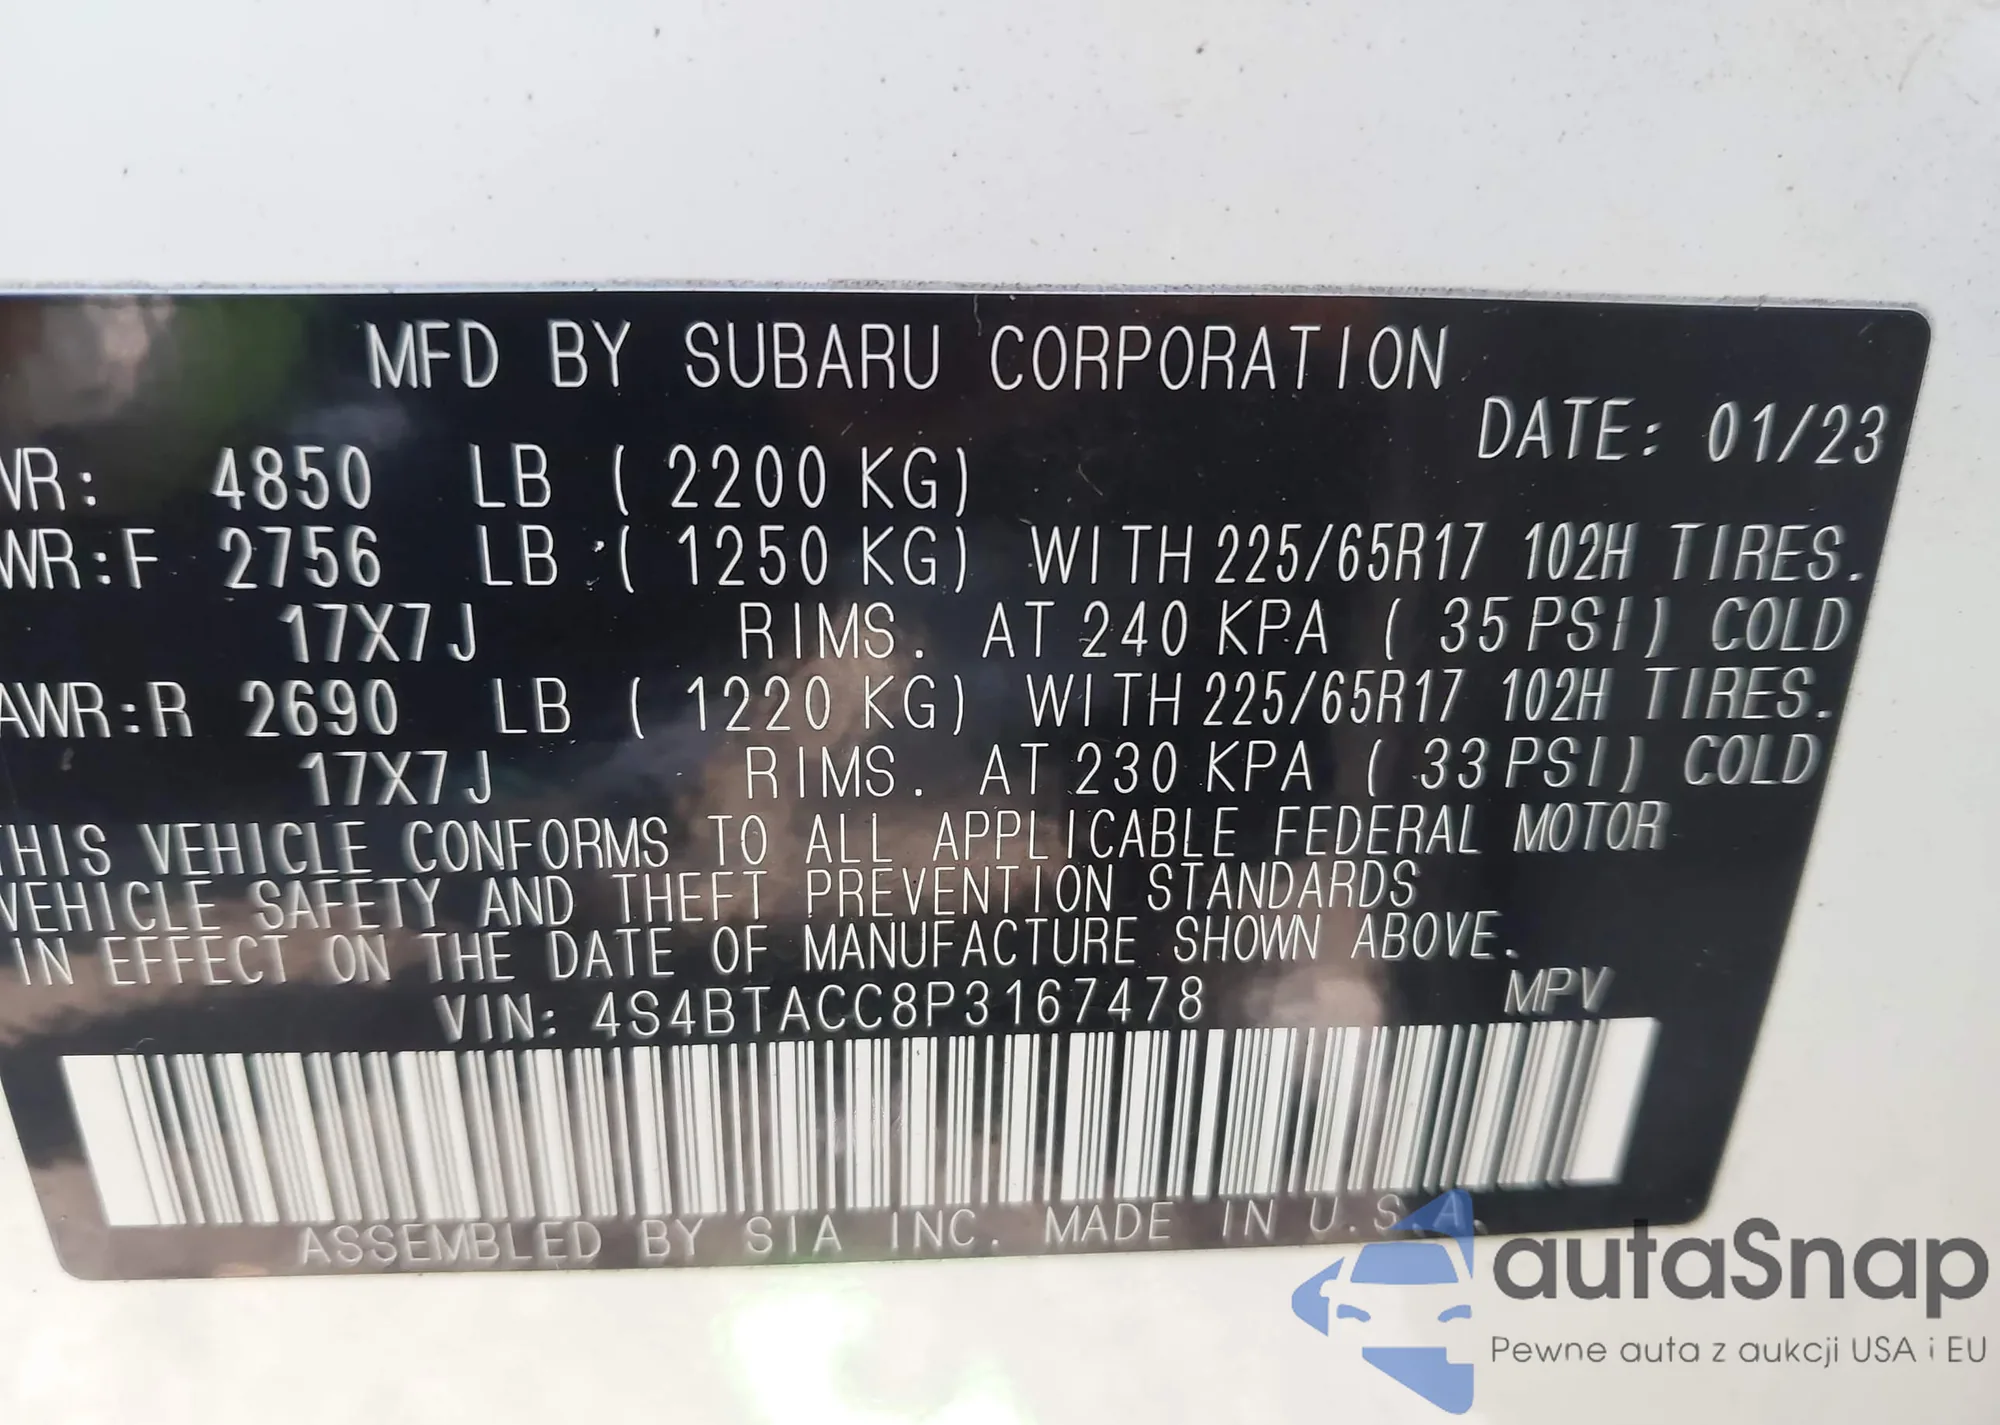 MFD BY SUBARU CORPORATION
DATE: 01/23
VR: 4850 LB ( 2200 KG)
WR:F 2756 LB ( 1250 KG) WITH 225/65R17 102H TIRES.
17X7J RIMS. AT 240 KPA ( 35 PSI) COLD
AWR:R 2690 LB ( 1220 KG) WITH 225/65R17 102H TIRES.
17X7J RIMS. AT 230 KPA ( 33 PSI) COLD
THIS VEHICLE CONFORMS TO ALL APPLICABLE FEDERAL MOTOR
VEHICLE SAFETY AND THEFT PREVENTION STANDARDS
IN EFFECT ON THE DATE OF MANUFACTURE SHOWN ABOVE.
VIN: 4S4BTACC8P3167478 MPV
ASSEMBLED BY SIA INC. MADE IN U.S.A.
autaSnap
Pewne auta z aukcji USA i EU